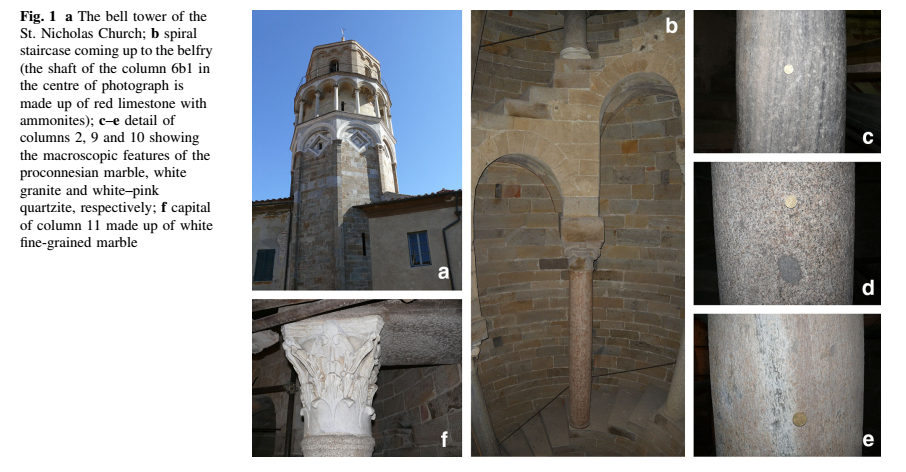 Fig. 1 a The bell tower of the
St. Nicholas Church; b spiral
staircase coming up to the belfry
(the shaft of the column 6b1 in
the centre of photograph is
made up of red limestone with
ammonites); c–e detail of
columns 2, 9 and 10 showing
the macroscopic features of the
proconnesian marble, white
granite and white–pink
quartzite, respectively; f capital
of column 11 made up of white
fine-grained marble
a
b
c
d
e
f